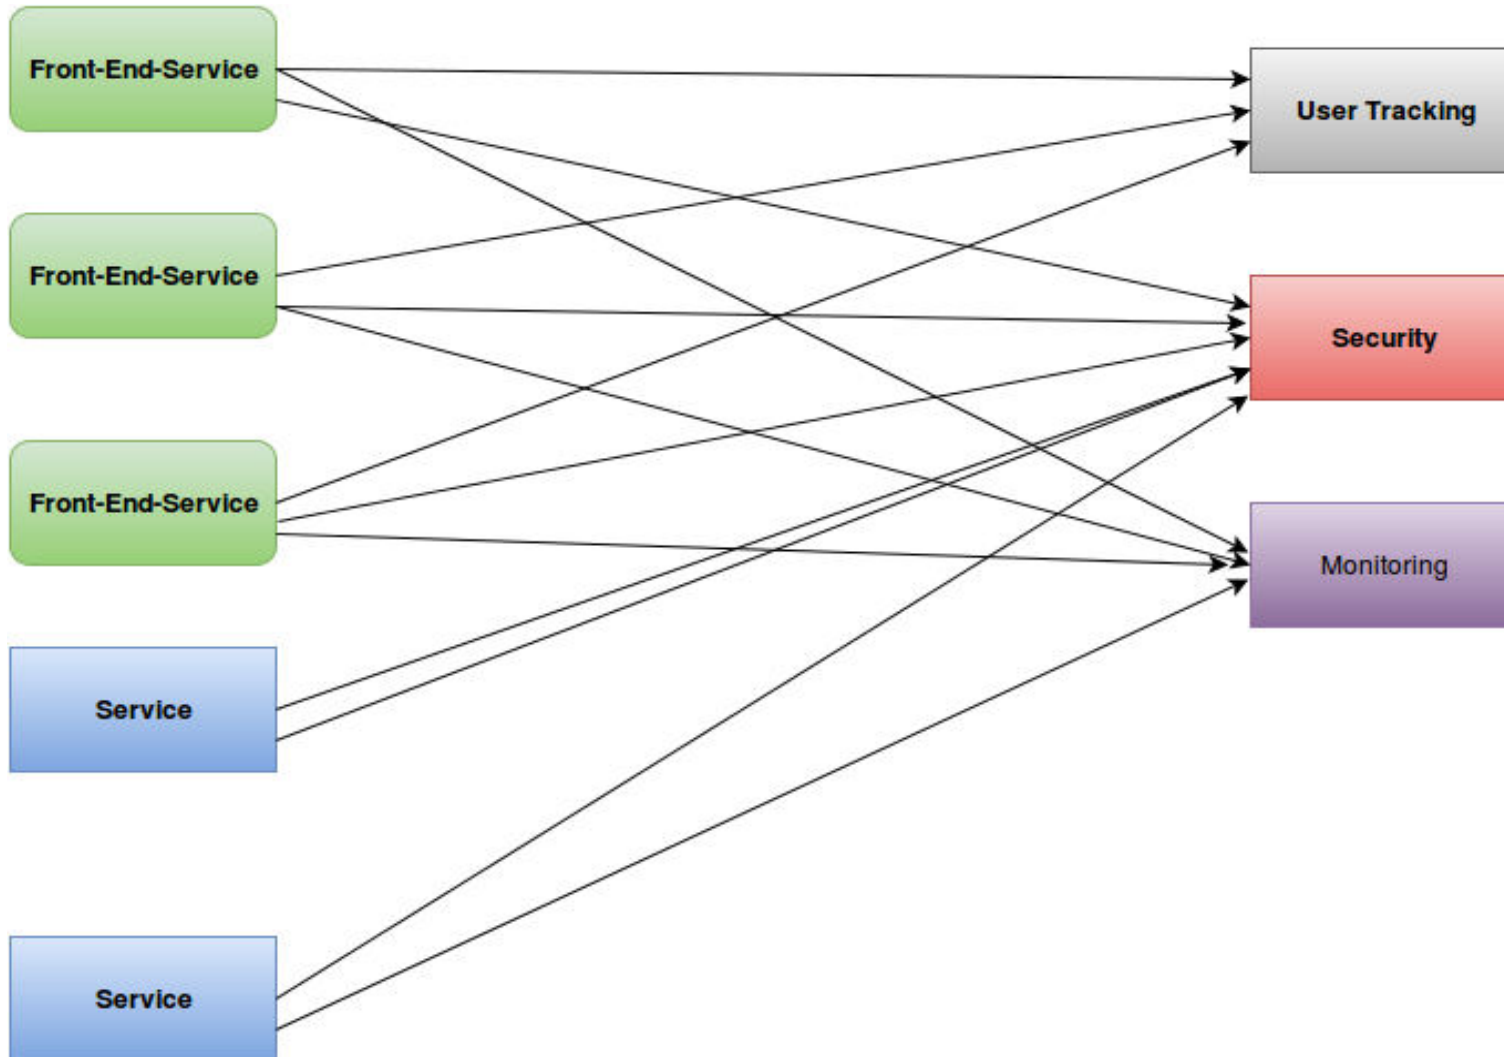 Front-End-Service
User Tracking
Front-End-Service
Security
Front-End-Service
Monitoring
Service
Service